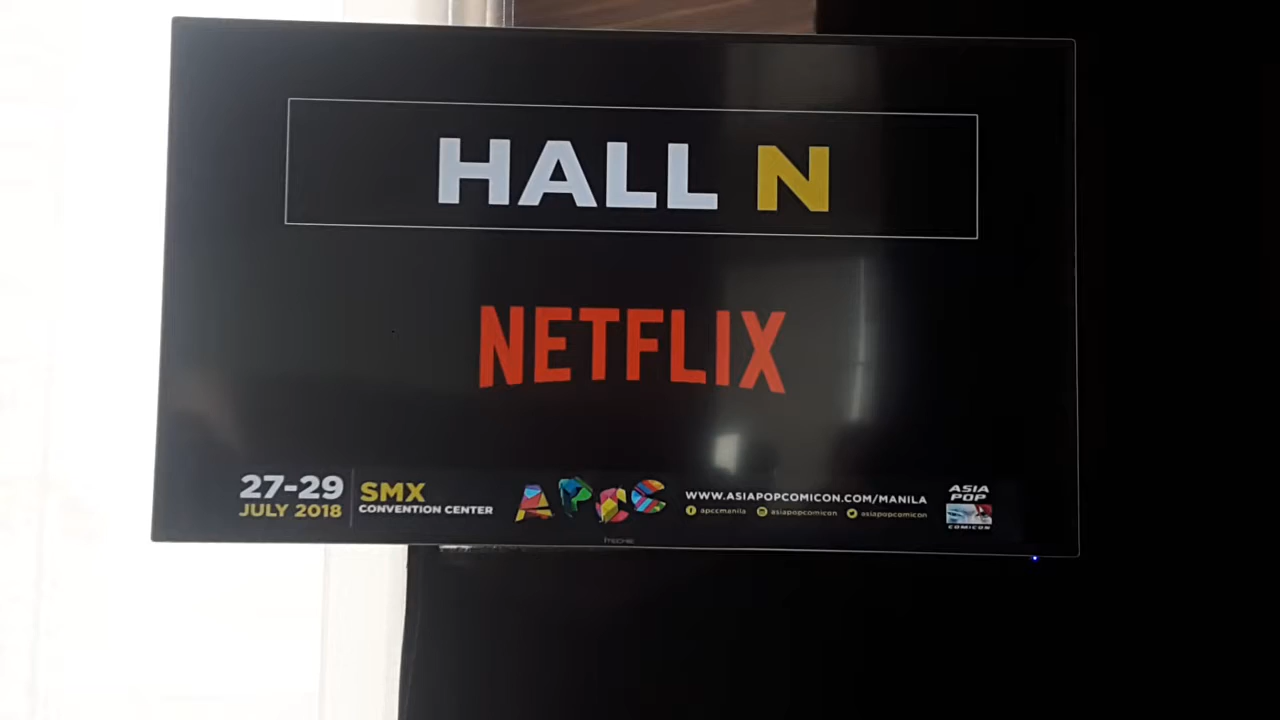 HALL N
NETFLIX
27-29
JULY 2018
SMX
CONVENTION CENTER
APCC
WWW.ASIAPOPCOMICON.COM/MANILA
apccmanila asiapopcomicon asiapopcomicon
ASIA
POP
COMICON